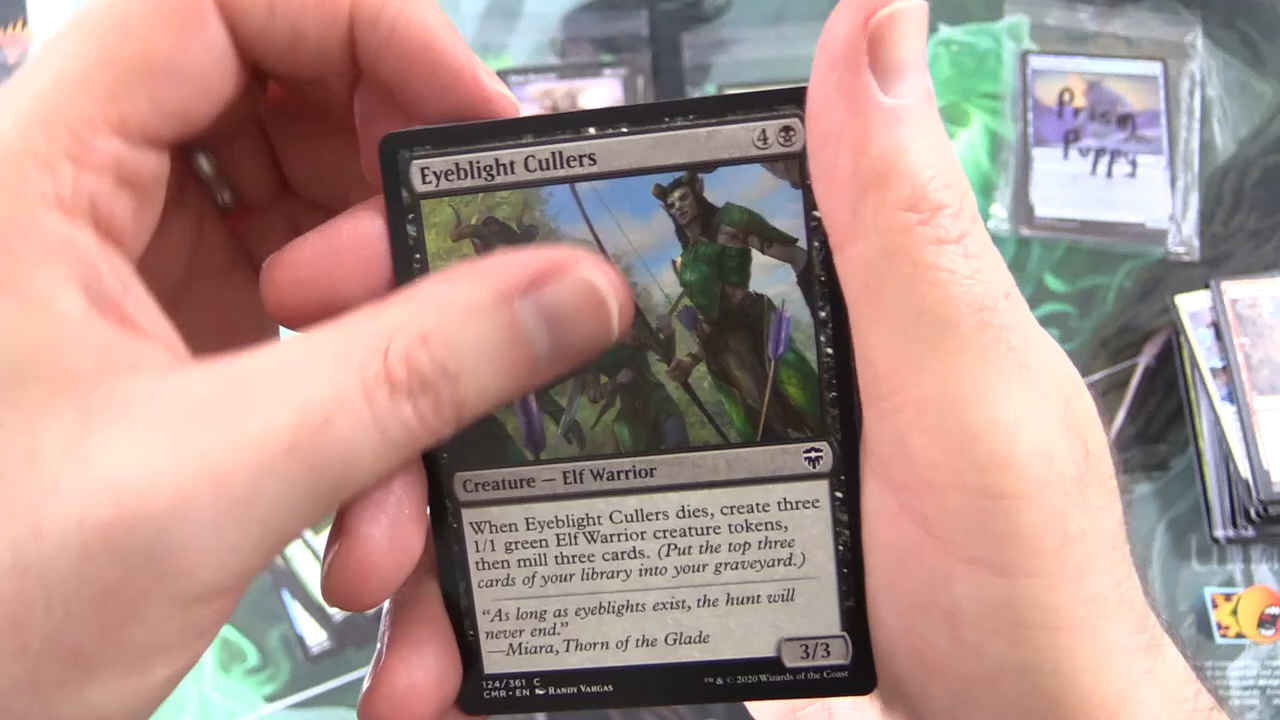 Eyeblight Cullers
4
Prism
Puppy
Creature — Elf Warrior
When Eyeblight Cullers dies, create three
1/1 green Elf Warrior creature tokens,
then mill three cards. (Put the top three
cards of your library into your graveyard.)
“As long as eyeblights exist, the hunt will
never end.”
—Miara, Thorn of the Glade
3/3
124/361 C
CMR • EN RANDY VARGAS
™ & © 2020 Wizards of the Coast